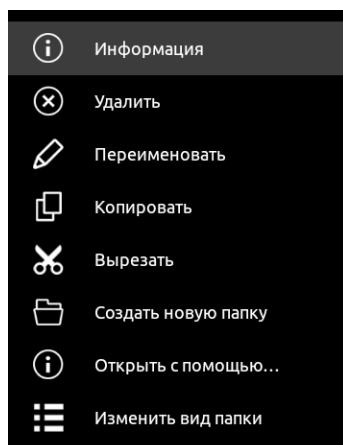 Информация
Удалить
Переименовать
Копировать
Вырезать
Создать новую папку
Открыть с помощью...
Изменить вид папки